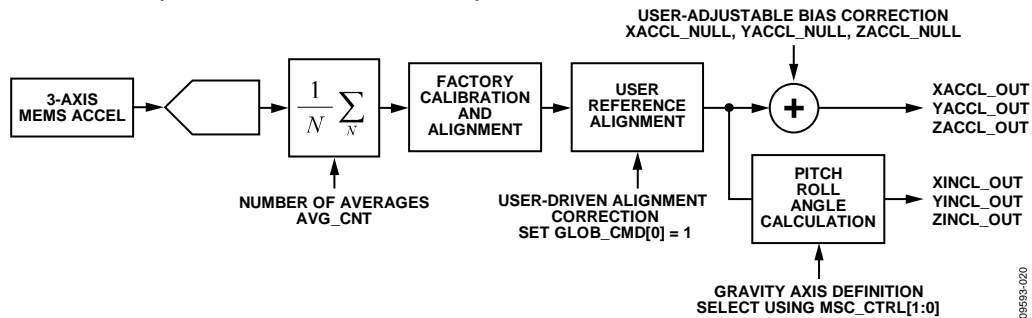 USER-ADJUSTABLE BIAS CORRECTION
XACCL_NULL, YACCL_NULL, ZACCL_NULL
3-AXIS
MEMS ACCEL
1
N
∑
N
FACTORY
CALIBRATION
AND
ALIGNMENT
USER
REFERENCE
ALIGNMENT
+
XACCL_OUT
YACCL_OUT
ZACCL_OUT
NUMBER OF AVERAGES
AVG_CNT
USER-DRIVEN ALIGNMENT
CORRECTION
SET GLOB_CMD[0] = 1
PITCH
ROLL
ANGLE
CALCULATION
XINCL_OUT
YINCL_OUT
ZINCL_OUT
GRAVITY AXIS DEFINITION
SELECT USING MSC_CTRL[1:0]
09593-020